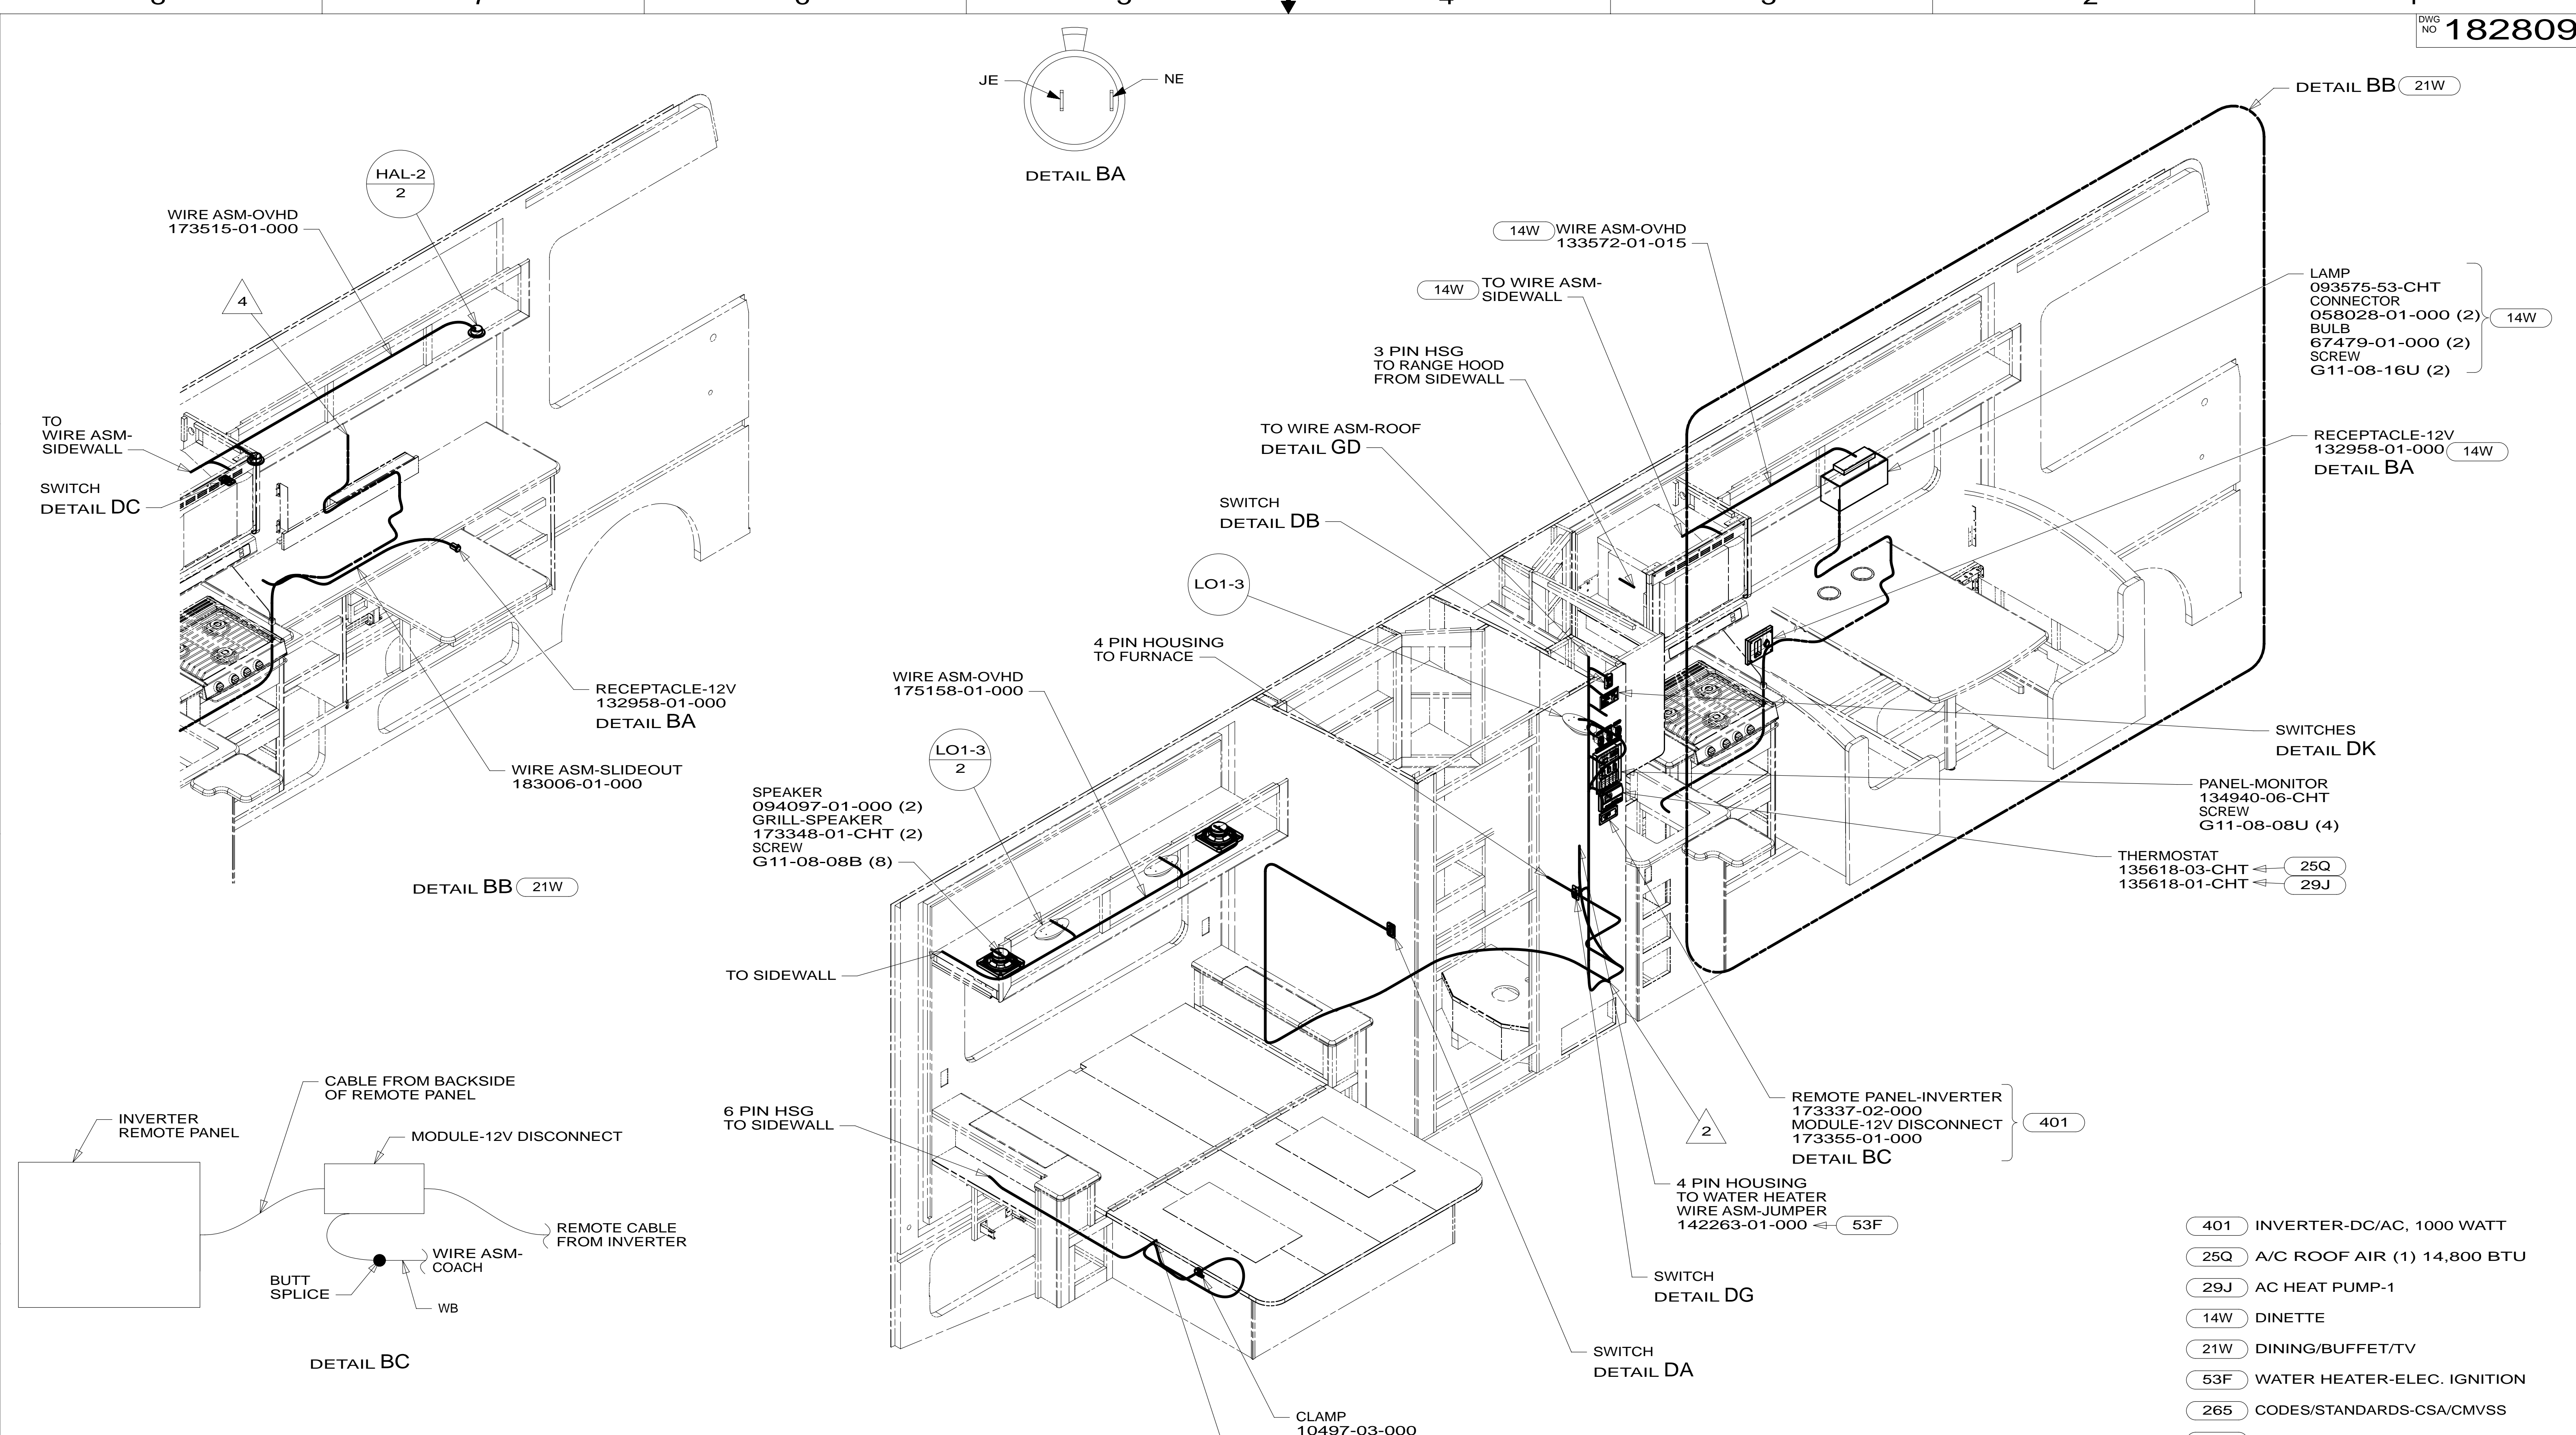 DWG
NO 182809
JE
NE
DETAIL BA
DETAIL BB 21W
HAL-2
2
WIRE ASM-OVHD
173515-01-000
4
TO
WIRE ASM-
SIDEWALL
SWITCH
DETAIL DC
RECEPTACLE-12V
132958-01-000
DETAIL BA
WIRE ASM-SLIDEOUT
183006-01-000
DETAIL BB 21W
14W WIRE ASM-OVHD
133572-01-015
14W TO WIRE ASM-
SIDEWALL
3 PIN HSG
TO RANGE HOOD
FROM SIDEWALL
TO WIRE ASM-ROOF
DETAIL GD
SWITCH
DETAIL DB
LO1-3
4 PIN HOUSING
TO FURNACE
WIRE ASM-OVHD
175158-01-000
LO1-3
2
SPEAKER
094097-01-000 (2)
GRILL-SPEAKER
173348-01-CHT (2)
SCREW
G11-08-08B (8)
TO SIDEWALL
6 PIN HSG
TO SIDEWALL
LAMP
093575-53-CHT
CONNECTOR
058028-01-000 (2)
BULB
67479-01-000 (2)
SCREW
G11-08-16U (2)
14W
RECEPTACLE-12V
132958-01-000 14W
DETAIL BA
SWITCHES
DETAIL DK
PANEL-MONITOR
134940-06-CHT
SCREW
G11-08-08U (4)
THERMOSTAT
135618-03-CHT 25Q
135618-01-CHT 29J
REMOTE PANEL-INVERTER
173337-02-000
MODULE-12V DISCONNECT
173355-01-000
DETAIL BC
401
2
4 PIN HOUSING
TO WATER HEATER
WIRE ASM-JUMPER
142263-01-000 53F
SWITCH
DETAIL DG
SWITCH
DETAIL DA
CLAMP
10497-03-000
INVERTER
REMOTE PANEL
CABLE FROM BACKSIDE
OF REMOTE PANEL
MODULE-12V DISCONNECT
REMOTE CABLE
FROM INVERTER
WIRE ASM-
COACH
BUTT
SPLICE
WB
DETAIL BC
401 INVERTER-DC/AC, 1000 WATT
25Q A/C ROOF AIR (1) 14,800 BTU
29J AC HEAT PUMP-1
14W DINETTE
21W DINING/BUFFET/TV
53F WATER HEATER-ELEC. IGNITION
265 CODES/STANDARDS-CSA/CMVSS